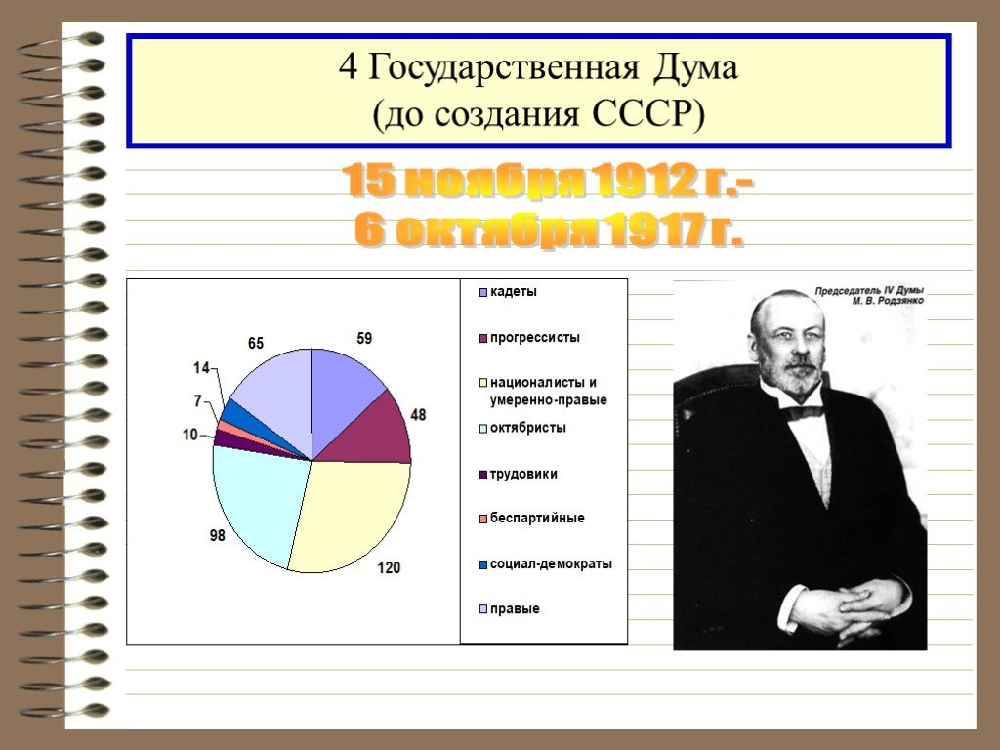 4 Государственная Дума
(до создания СССР)
15 ноября 1912 г.-
6 октября 1917 г.
65
59
14
7
10
48
98
120
кадеты
прогрессисты
националисты и
умеренно-правые
октябристы
трудовики
беспартийные
социал-демократы
правые
Председатель IV Думы
М. В. Родзянко